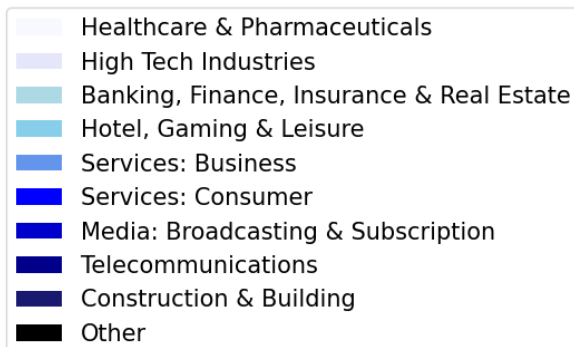 Healthcare & Pharmaceuticals
High Tech Industries
Banking, Finance, Insurance & Real Estate
Hotel, Gaming & Leisure
Services: Business
Services: Consumer
Media: Broadcasting & Subscription
Telecommunications
Construction & Building
Other